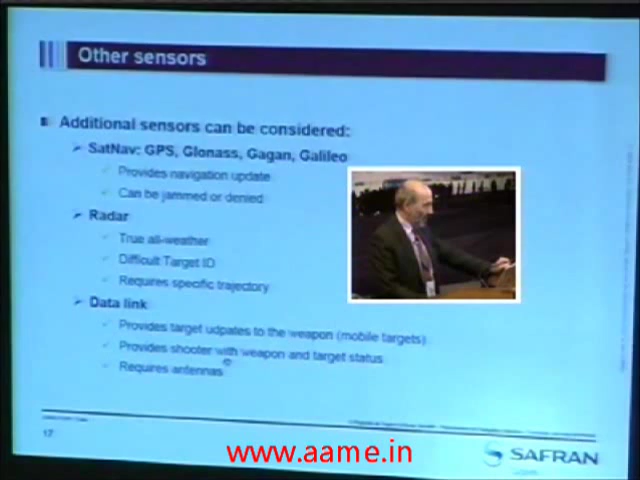 Other sensors
Additional sensors can be considered:
SatNav: GPS, Glonass, Gagan, Galileo
Provides navigation update
Can be jammed or denied
Radar
True all-weather
Difficult Target ID
Requires specific trajectory
Data link
Provides target udpates to the weapon (mobile targets)
Provides shooter with weapon and target status
Requires antennas
17
www.aame.in
SAFRAN